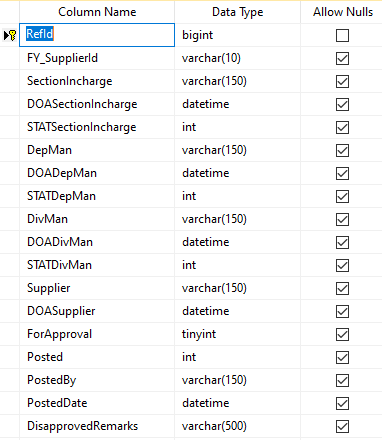 Column Name Data Type Allow Nulls
RefId bigint
FY_SupplierId varchar(10)
SectionIncharge varchar(150)
DOASectionIncharge datetime
STATSectionIncharge int
DepMan varchar(150)
DOADepMan datetime
STATDepMan int
DivMan varchar(150)
DOADivMan datetime
STATDivMan int
Supplier varchar(150)
DOASupplier datetime
ForApproval tinyint
Posted int
PostedBy varchar(150)
PostedDate datetime
DisapprovedRemarks varchar(500)